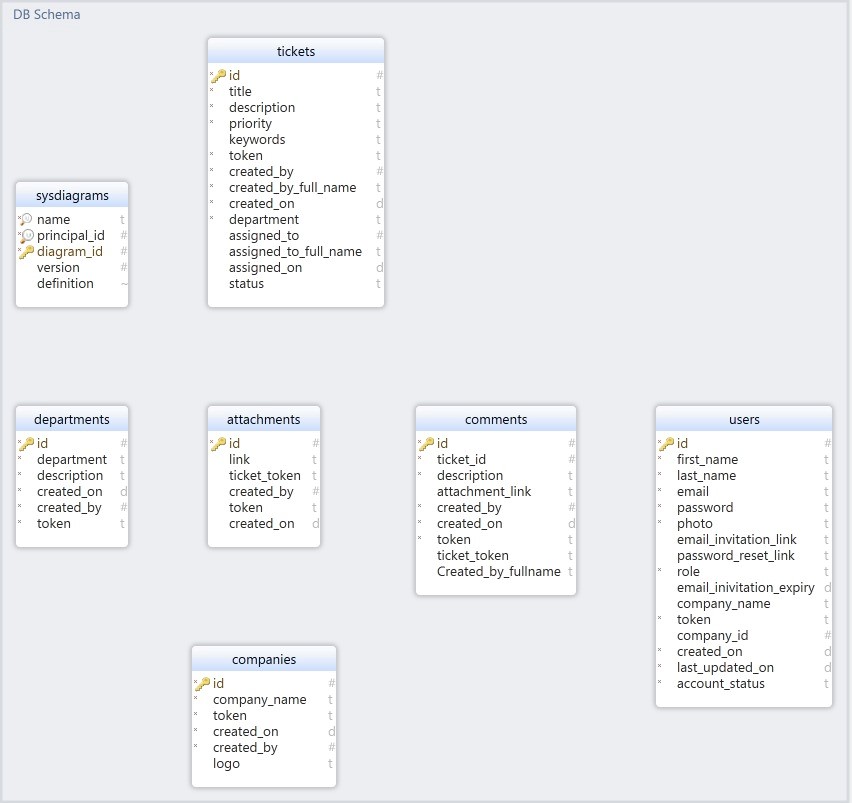 DB Schema
tickets
* id #
* title t
* description t
* priority t
keywords t
* token t
* created_by #
* created_by_full_name t
* created_on d
* department t
assigned_to #
assigned_to_full_name t
assigned_on d
status t
sysdiagrams
* name t
* principal_id #
* diagram_id #
version #
definition ~
departments
* id #
* department t
* description t
* created_on d
* created_by #
* token t
attachments
* id #
link t
ticket_token t
created_by #
token t
created_on d
comments
* id #
* ticket_id #
* description t
attachment_link t
* created_by #
* created_on d
* token t
ticket_token t
Created_by_fullname t
users
* id #
* first_name t
* last_name t
* email t
* password t
* photo t
email_invitation_link t
password_reset_link t
* role t
email_inivitation_expiry d
company_name t
* token t
company_id #
* created_on d
* last_updated_on d
* account_status t
companies
* id #
* company_name t
* token t
* created_on d
* created_by #
logo t